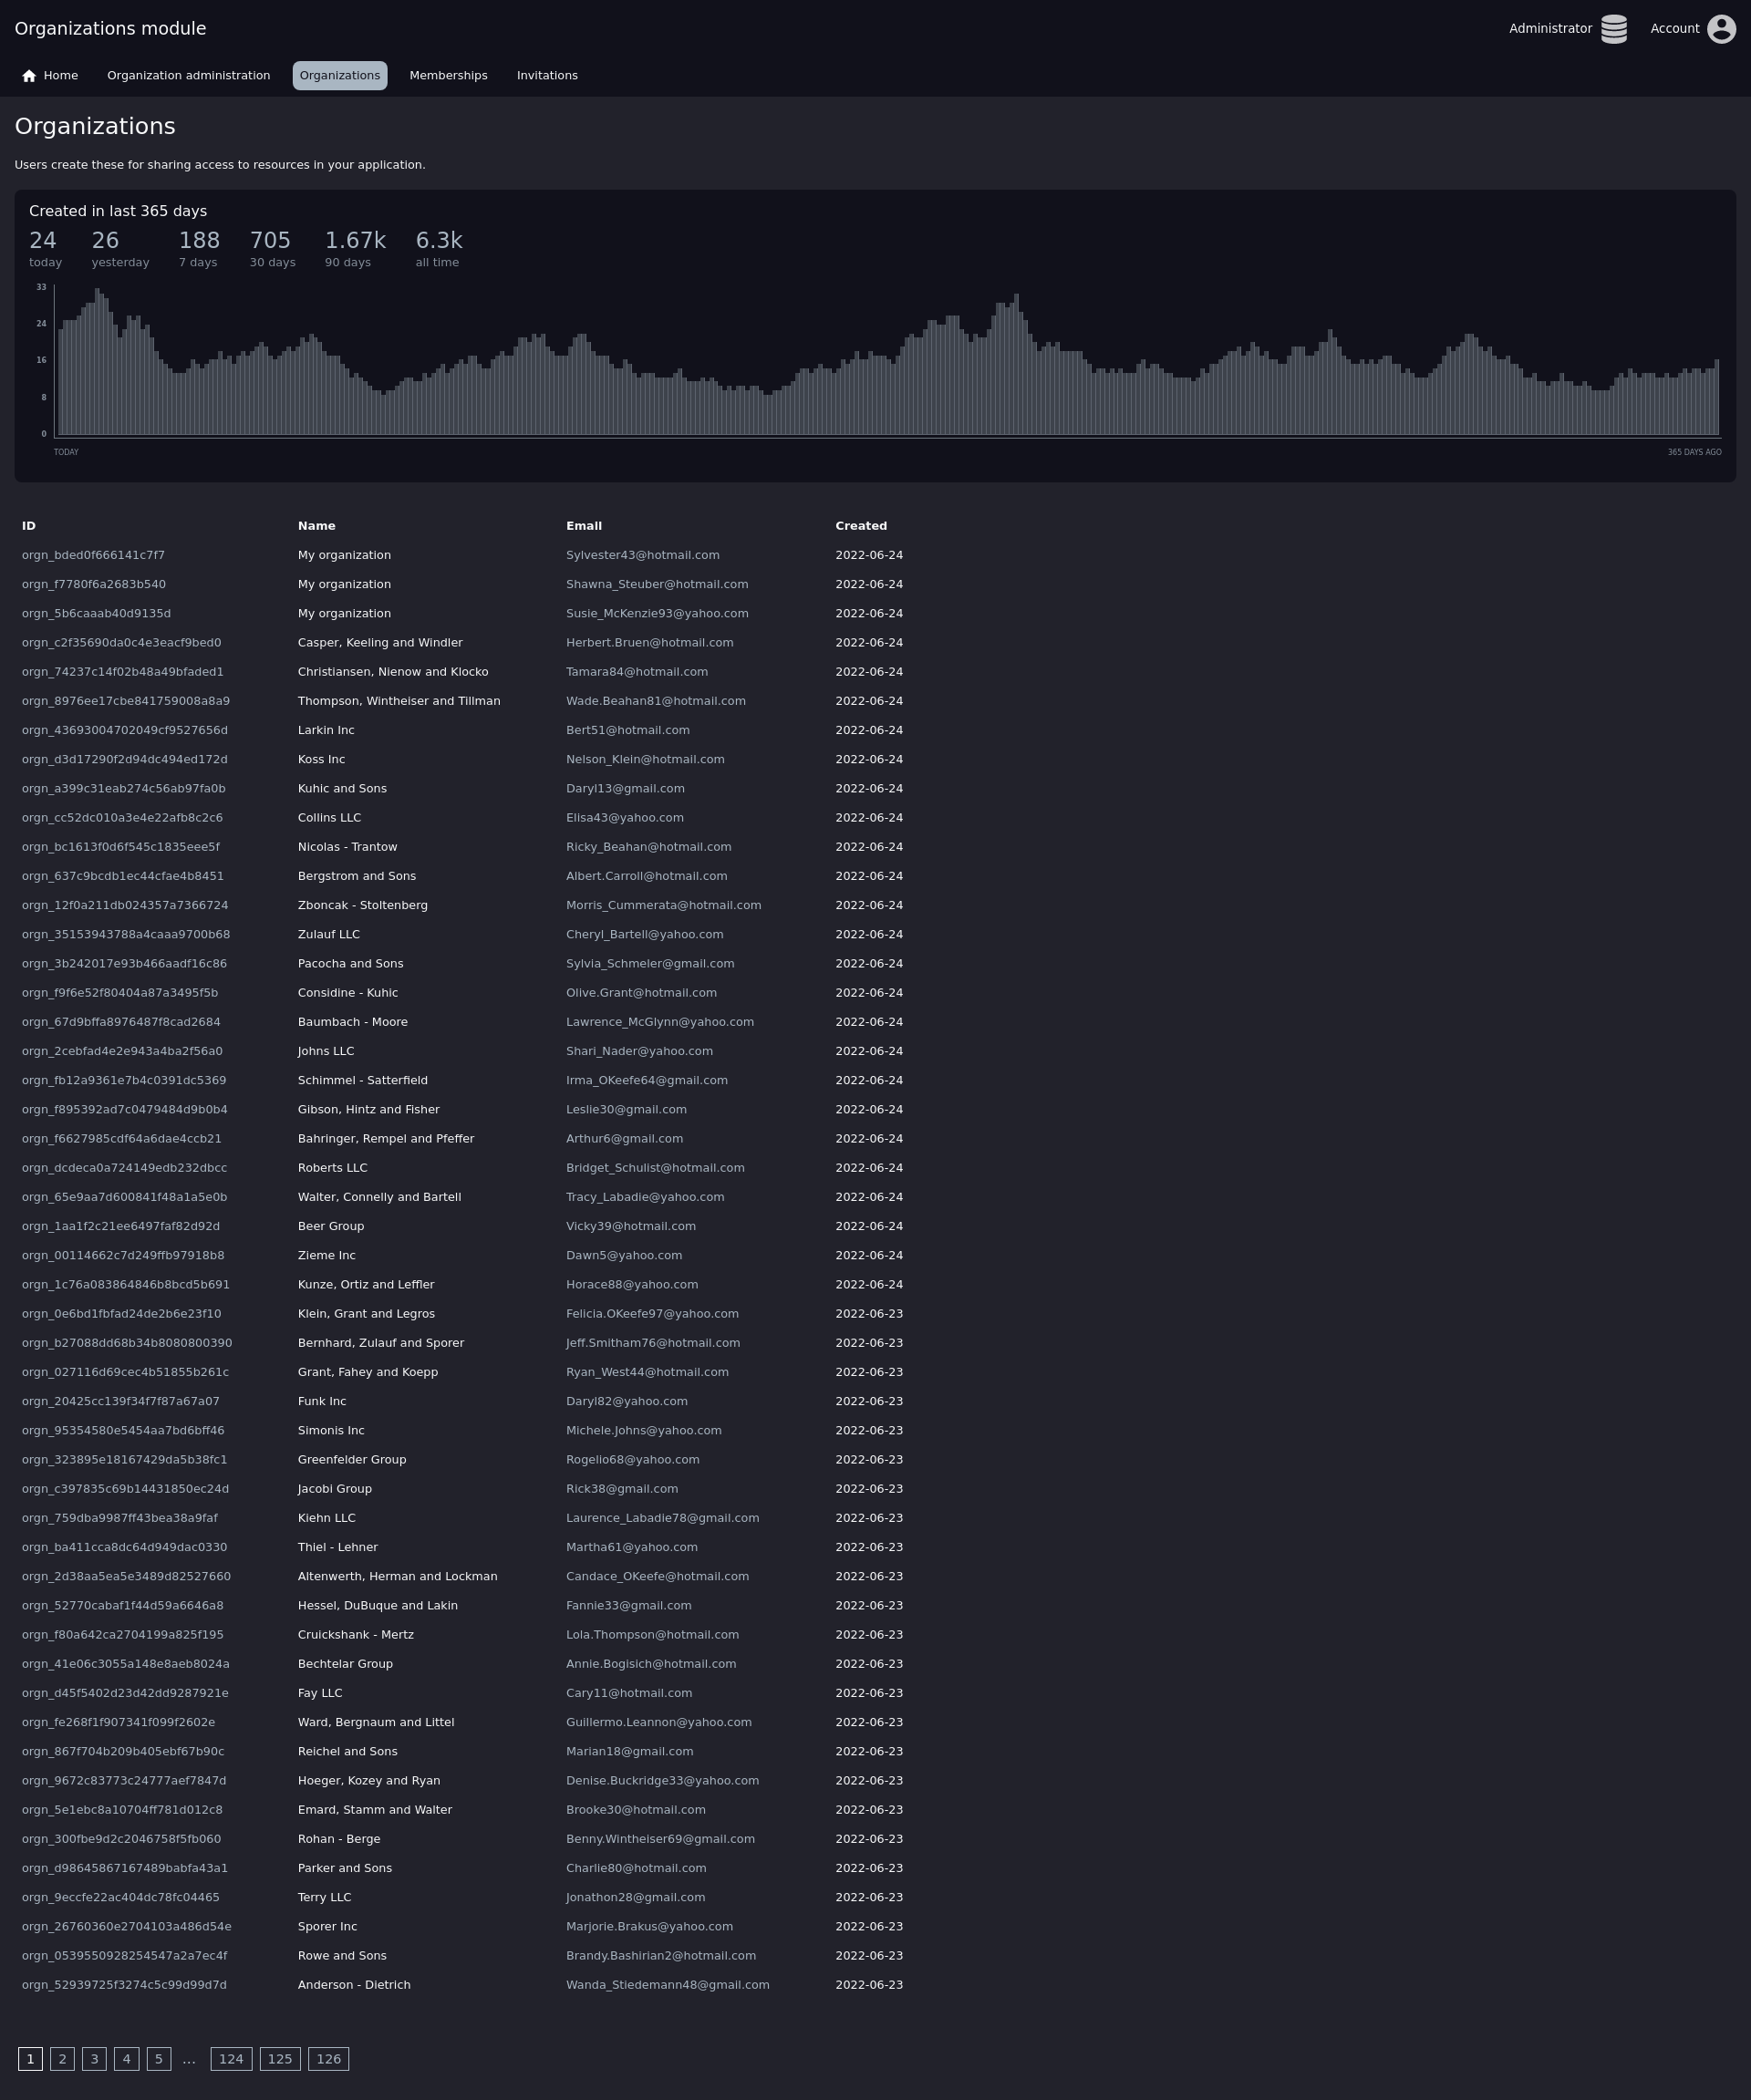 Organizations module
Administrator Account
Home Organization administration Organizations Memberships Invitations
Organizations
Users create these for sharing access to resources in your application.
Created in last 365 days
24 26 188 705 1.67k 6.3k
today yesterday 7 days 30 days 90 days all time
33
24
16
8
0
TODAY 365 DAYS AGO
ID Name Email Created
orgn_bded0f666141c7f7 My organization Sylvester43@hotmail.com 2022-06-24
orgn_f7780f6a2683b540 My organization Shawna_Steuber@hotmail.com 2022-06-24
orgn_5b6caaab40d9135d My organization Susie_McKenzie93@yahoo.com 2022-06-24
orgn_c2f35690da0c4e3eacf9bed0 Casper, Keeling and Windler Herbert.Bruen@hotmail.com 2022-06-24
orgn_74237c14f02b48a49bfaded1 Christiansen, Nienow and Klocko Tamara84@hotmail.com 2022-06-24
orgn_8976ee17cbe841759008a8a9 Thompson, Wintheiser and Tillman Wade.Beahan81@hotmail.com 2022-06-24
orgn_43693004702049cf9527656d Larkin Inc Bert51@hotmail.com 2022-06-24
orgn_d3d17290f2d94dc494ed172d Koss Inc Nelson_Klein@hotmail.com 2022-06-24
orgn_a399c31eab274c56ab97fa0b Kuhic and Sons Daryl13@gmail.com 2022-06-24
orgn_cc52dc010a3e4e22afb8c2c6 Collins LLC Elisa43@yahoo.com 2022-06-24
orgn_bc1613f0d6f545c1835eee5f Nicolas - Trantow Ricky_Beahan@hotmail.com 2022-06-24
orgn_637c9bcdb1ec44cfae4b8451 Bergstrom and Sons Albert.Carroll@hotmail.com 2022-06-24
orgn_12f0a211db024357a7366724 Zboncak - Stoltenberg Morris_Cummerata@hotmail.com 2022-06-24
orgn_35153943788a4caaa9700b68 Zulauf LLC Cheryl_Bartell@yahoo.com 2022-06-24
orgn_3b242017e93b466aadf16c86 Pacocha and Sons Sylvia_Schmeler@gmail.com 2022-06-24
orgn_f9f6e52f80404a87a3495f5b Considine - Kuhic Olive.Grant@hotmail.com 2022-06-24
orgn_67d9bffa8976487f8cad2684 Baumbach - Moore Lawrence_McGlynn@yahoo.com 2022-06-24
orgn_2cebfad4e2e943a4ba2f56a0 Johns LLC Shari_Nader@yahoo.com 2022-06-24
orgn_fb12a9361e7b4c0391dc5369 Schimmel - Satterfield Irma_OKeefe64@gmail.com 2022-06-24
orgn_f895392ad7c0479484d9b0b4 Gibson, Hintz and Fisher Leslie30@gmail.com 2022-06-24
orgn_f6627985cdf64a6dae4ccb21 Bahringer, Rempel and Pfeffer Arthur6@gmail.com 2022-06-24
orgn_dcdeca0a724149edb232dbcc Roberts LLC Bridget_Schulist@hotmail.com 2022-06-24
orgn_65e9aa7d600841f48a1a5e0b Walter, Connelly and Bartell Tracy_Labadie@yahoo.com 2022-06-24
orgn_1aa1f2c21ee6497faf82d92d Beer Group Vicky39@hotmail.com 2022-06-24
orgn_00114662c7d249ffb97918b8 Zieme Inc Dawn5@yahoo.com 2022-06-24
orgn_1c76a083864846b8bcd5b691 Kunze, Ortiz and Leffler Horace88@yahoo.com 2022-06-24
orgn_0e6bd1fbfad24de2b6e23f10 Klein, Grant and Legros Felicia.OKeefe97@yahoo.com 2022-06-23
orgn_b27088dd68b34b8080800390 Bernhard, Zulauf and Sporer Jeff.Smitham76@hotmail.com 2022-06-23
orgn_027116d69cec4b51855b261c Grant, Fahey and Koepp Ryan_West44@hotmail.com 2022-06-23
orgn_20425cc139f34f7f87a67a07 Funk Inc Daryl82@yahoo.com 2022-06-23
orgn_95354580e5454aa7bd6bff46 Simonis Inc Michele.Johns@yahoo.com 2022-06-23
orgn_323895e18167429da5b38fc1 Greenfelder Group Rogelio68@yahoo.com 2022-06-23
orgn_c397835c69b14431850ec24d Jacobi Group Rick38@gmail.com 2022-06-23
orgn_759dba9987ff43bea38a9faf Kiehn LLC Laurence_Labadie78@gmail.com 2022-06-23
orgn_ba411cca8dc64d949dac0330 Thiel - Lehner Martha61@yahoo.com 2022-06-23
orgn_2d38aa5ea5e3489d82527660 Altenwerth, Herman and Lockman Candace_OKeefe@hotmail.com 2022-06-23
orgn_52770cabaf1f44d59a6646a8 Hessel, DuBuque and Lakin Fannie33@gmail.com 2022-06-23
orgn_f80a642ca2704199a825f195 Cruickshank - Mertz Lola.Thompson@hotmail.com 2022-06-23
orgn_41e06c3055a148e8aeb8024a Bechtelar Group Annie.Bogisich@hotmail.com 2022-06-23
orgn_d45f5402d23d42dd9287921e Fay LLC Cary11@hotmail.com 2022-06-23
orgn_fe268f1f907341f099f2602e Ward, Bergnaum and Littel Guillermo.Leannon@yahoo.com 2022-06-23
orgn_867f704b209b405ebf67b90c Reichel and Sons Marian18@gmail.com 2022-06-23
orgn_9672c83773c24777aef7847d Hoeger, Kozey and Ryan Denise.Buckridge33@yahoo.com 2022-06-23
orgn_5e1ebc8a10704ff781d012c8 Emard, Stamm and Walter Brooke30@hotmail.com 2022-06-23
orgn_300fbe9d2c2046758f5fb060 Rohan - Berge Benny.Wintheiser69@gmail.com 2022-06-23
orgn_d98645867167489babfa43a1 Parker and Sons Charlie80@hotmail.com 2022-06-23
orgn_9eccfe22ac404dc78fc04465 Terry LLC Jonathon28@gmail.com 2022-06-23
orgn_26760360e2704103a486d54e Sporer Inc Marjorie.Brakus@yahoo.com 2022-06-23
orgn_0539550928254547a2a7ec4f Rowe and Sons Brandy.Bashirian2@hotmail.com 2022-06-23
orgn_52939725f3274c5c99d99d7d Anderson - Dietrich Wanda_Stiedemann48@gmail.com 2022-06-23
1 2 3 4 5 … 124 125 126